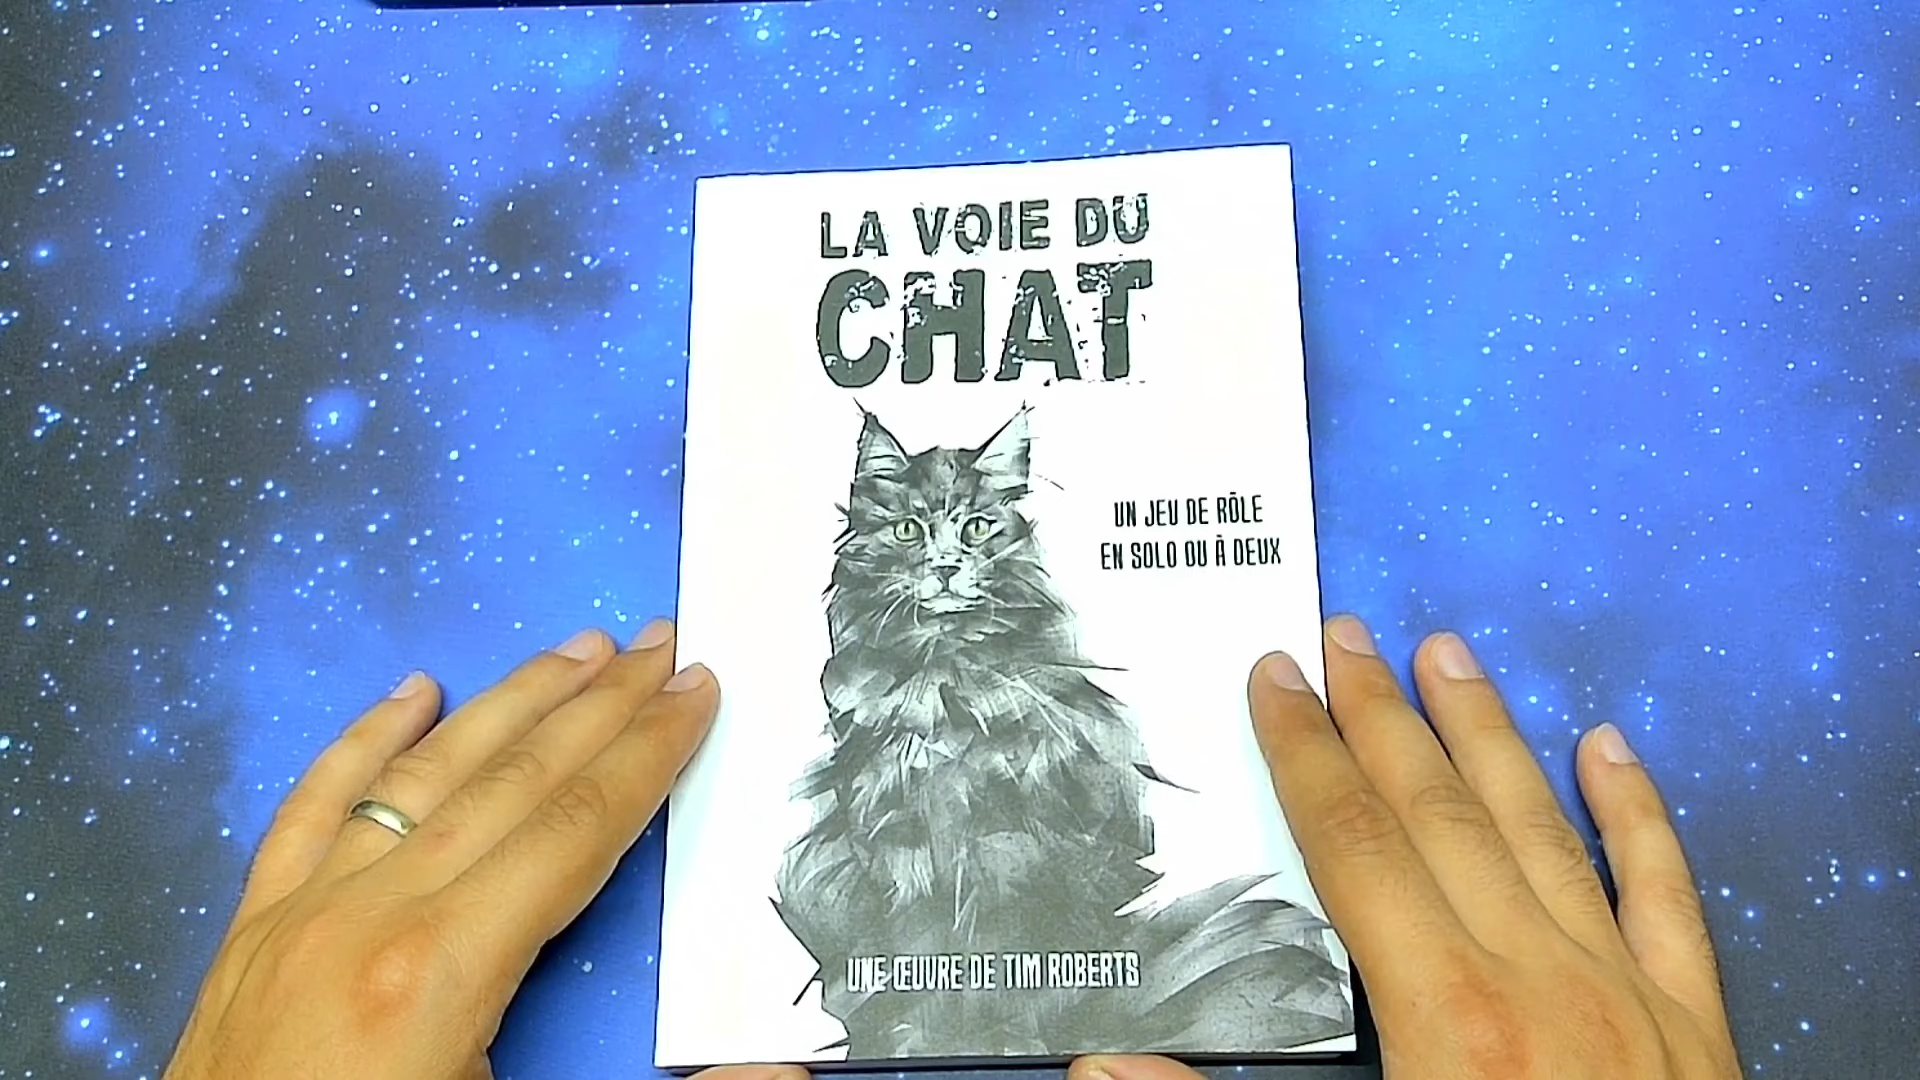 LA VOIE DU
CHAT
UN JEU DE RÔLE
EN SOLO OU À DEUX
UNE ŒUVRE DE TIM ROBERTS